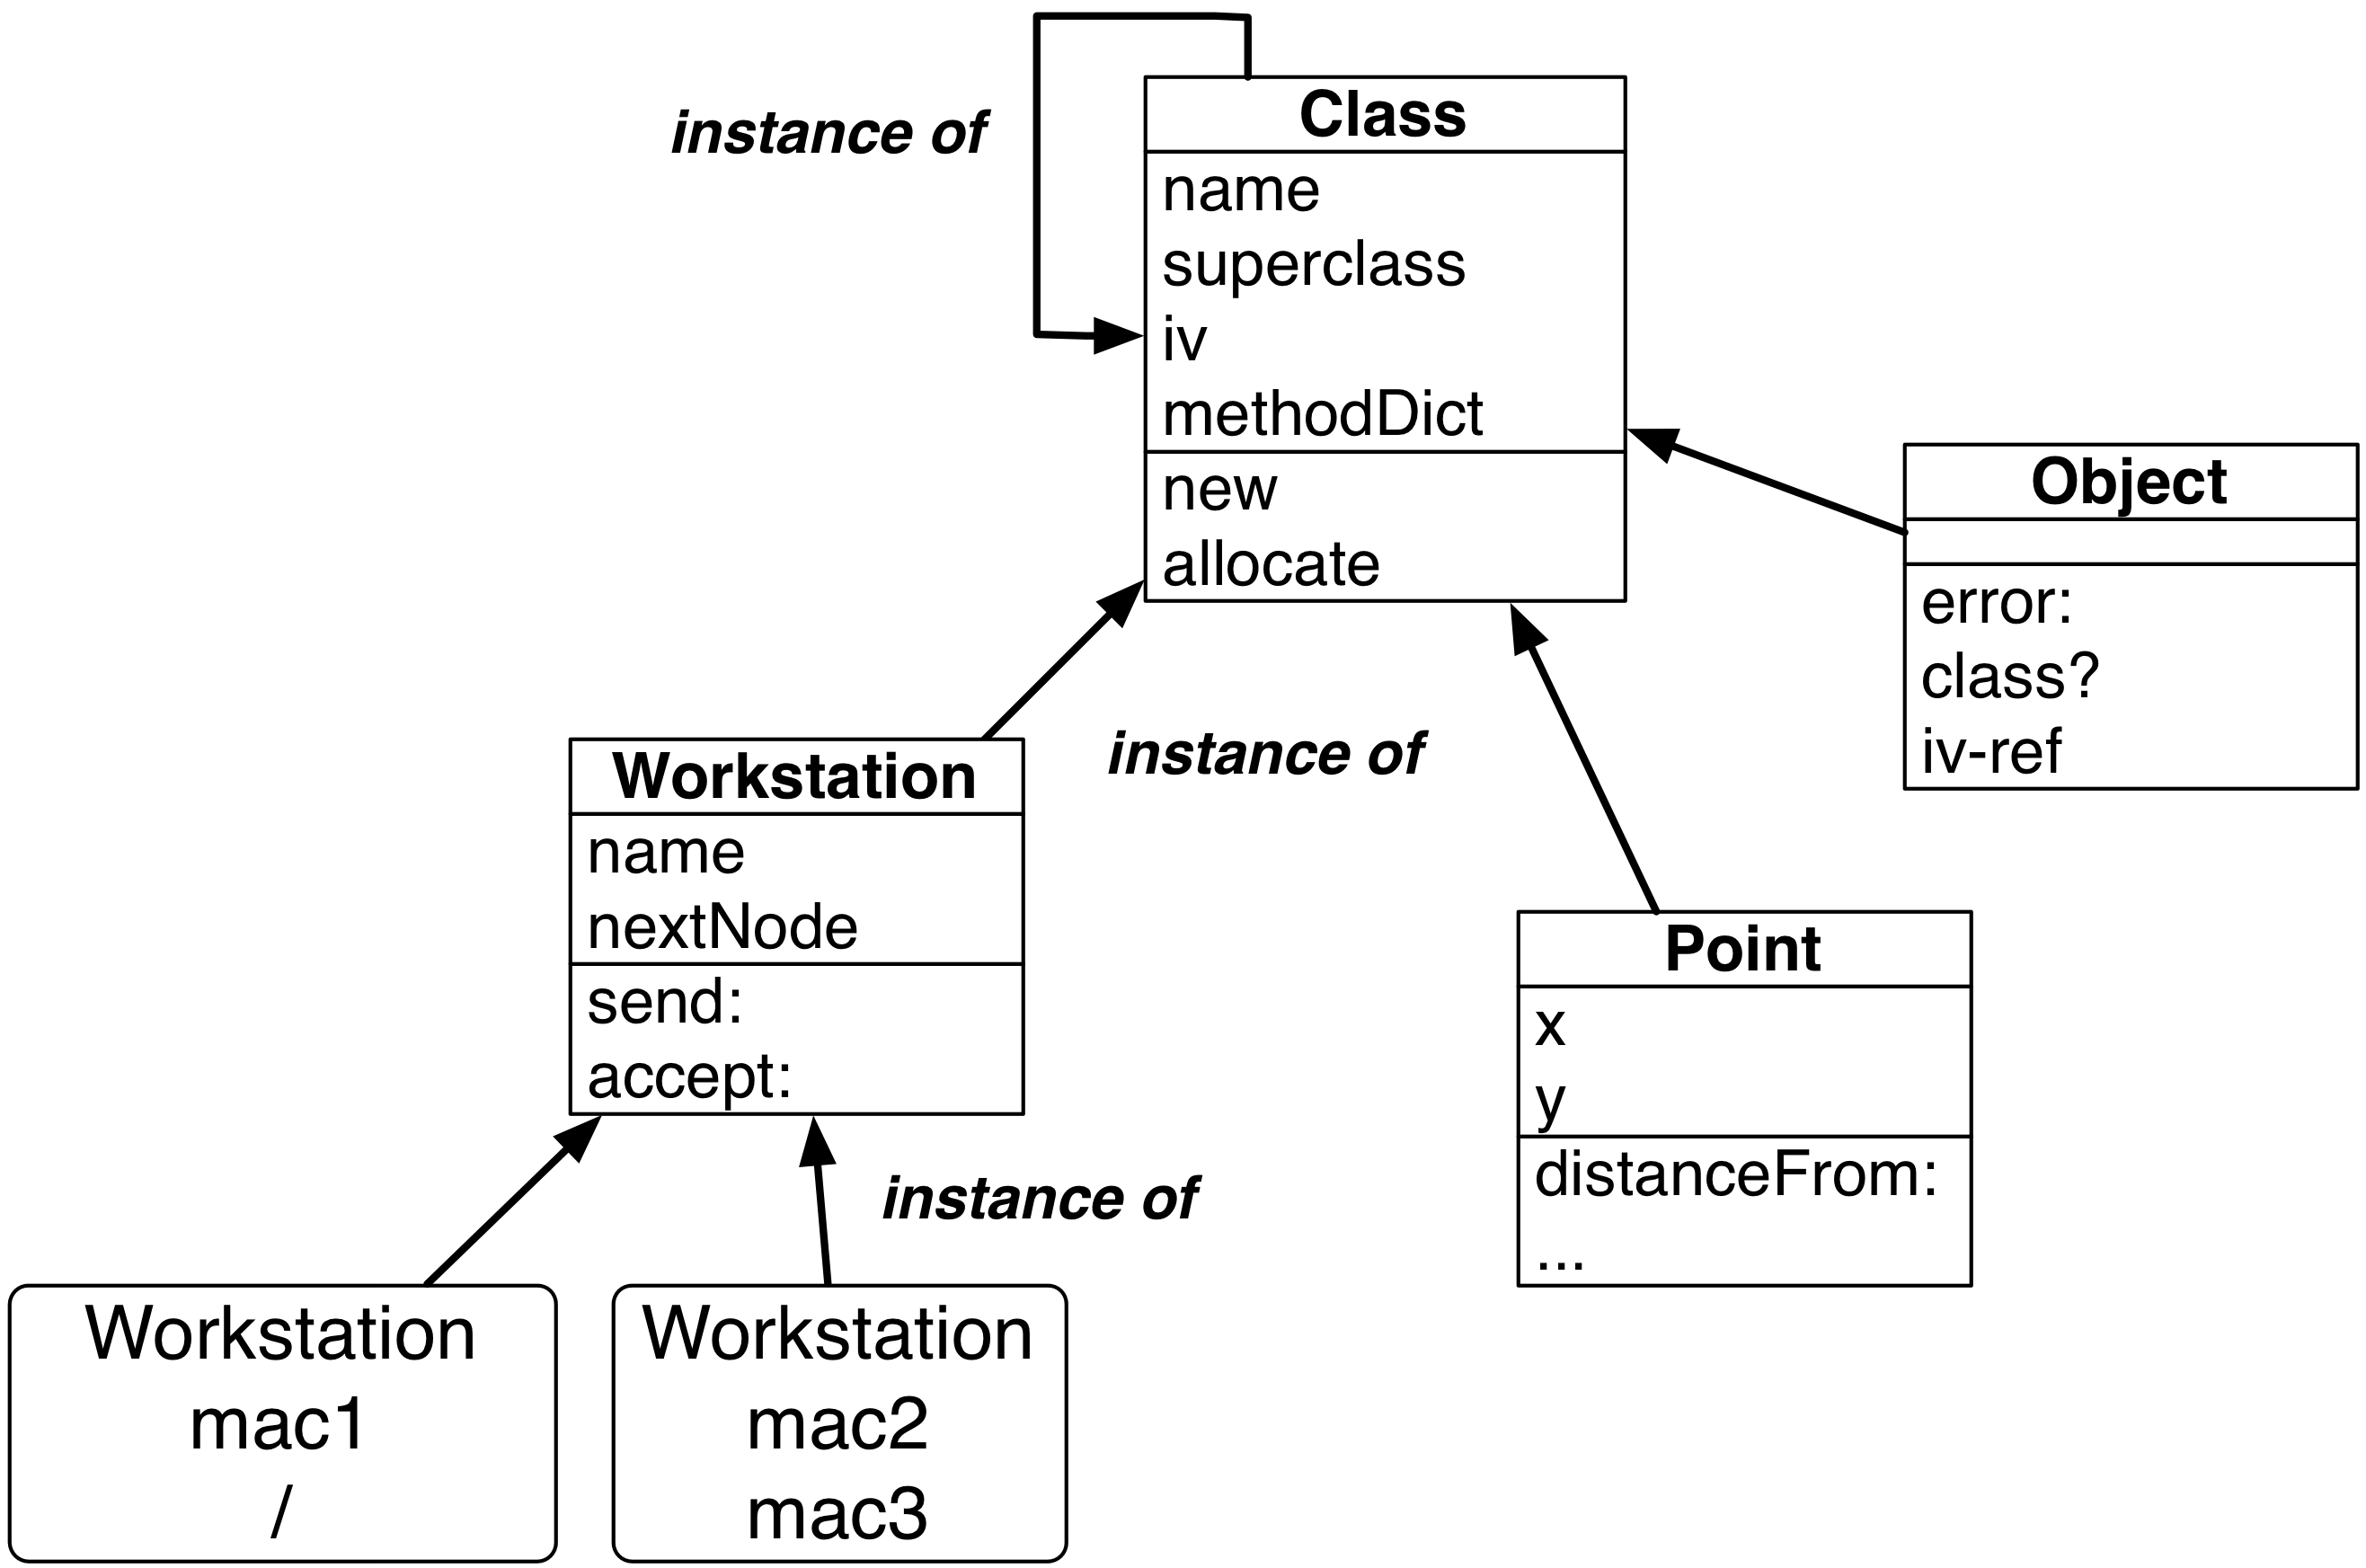 instance of
Class
name
superclass
iv
methodDict
new
allocate
Object
error:
class?
iv-ref
instance of
Workstation
name
nextNode
send:
accept:
Point
x
y
distanceFrom:
...
instance of
Workstation
mac1
/
Workstation
mac2
mac3